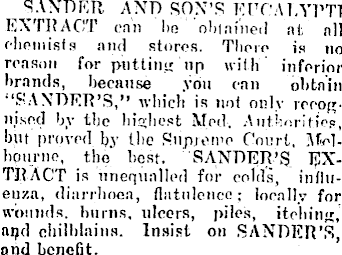 SANDER AND SON'S EUCALYPTI
EXTRACT can be obtained at all
chemists and stores. There is no
reason for putting up with inferior
brands, because you can obtain
"SANDER'S," which is not only recog-
nised by the highest Med. Authorities,
but proved by the Supreme Court, Mel-
bourne, the best. SANDER'S EX-
TRACT is unequalled for colds, influ-
enza, diarrhoea, flatulence; locally for
wounds, burns, ulcers, piles, itching,
and chilblains. Insist on SANDER'S,
and benefit.